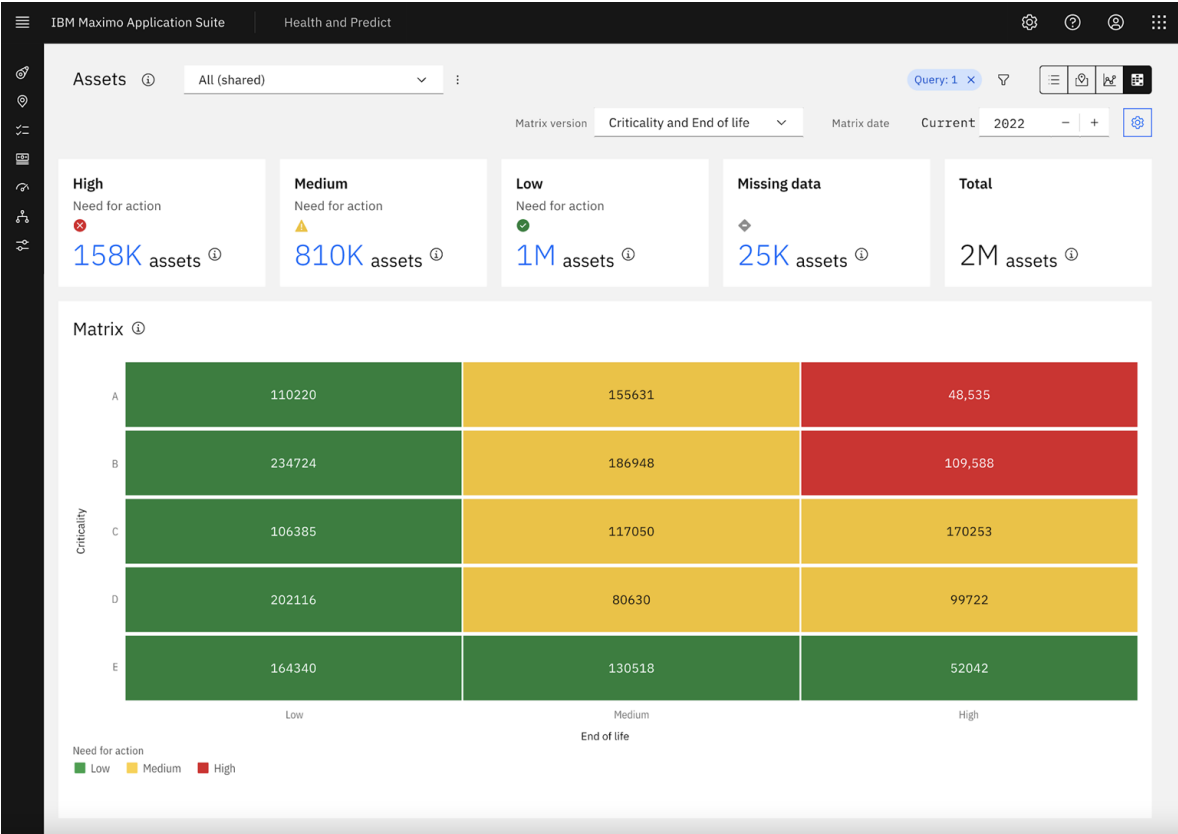 IBM Maximo Application Suite Health and Predict
Assets All (shared) Query: 1 ×
Matrix version Criticality and End of life Matrix date Current 2022 − +
High Medium Low Missing data Total
Need for action Need for action Need for action
158K assets 810K assets 1M assets 25K assets 2M assets
Matrix
A 110220 155631 48,535
B 234724 186948 109,588
Criticality
C 106385 117050 170253
D 202116 80630 99722
E 164340 130518 52042
Low Medium High
End of life
Need for action
Low Medium High